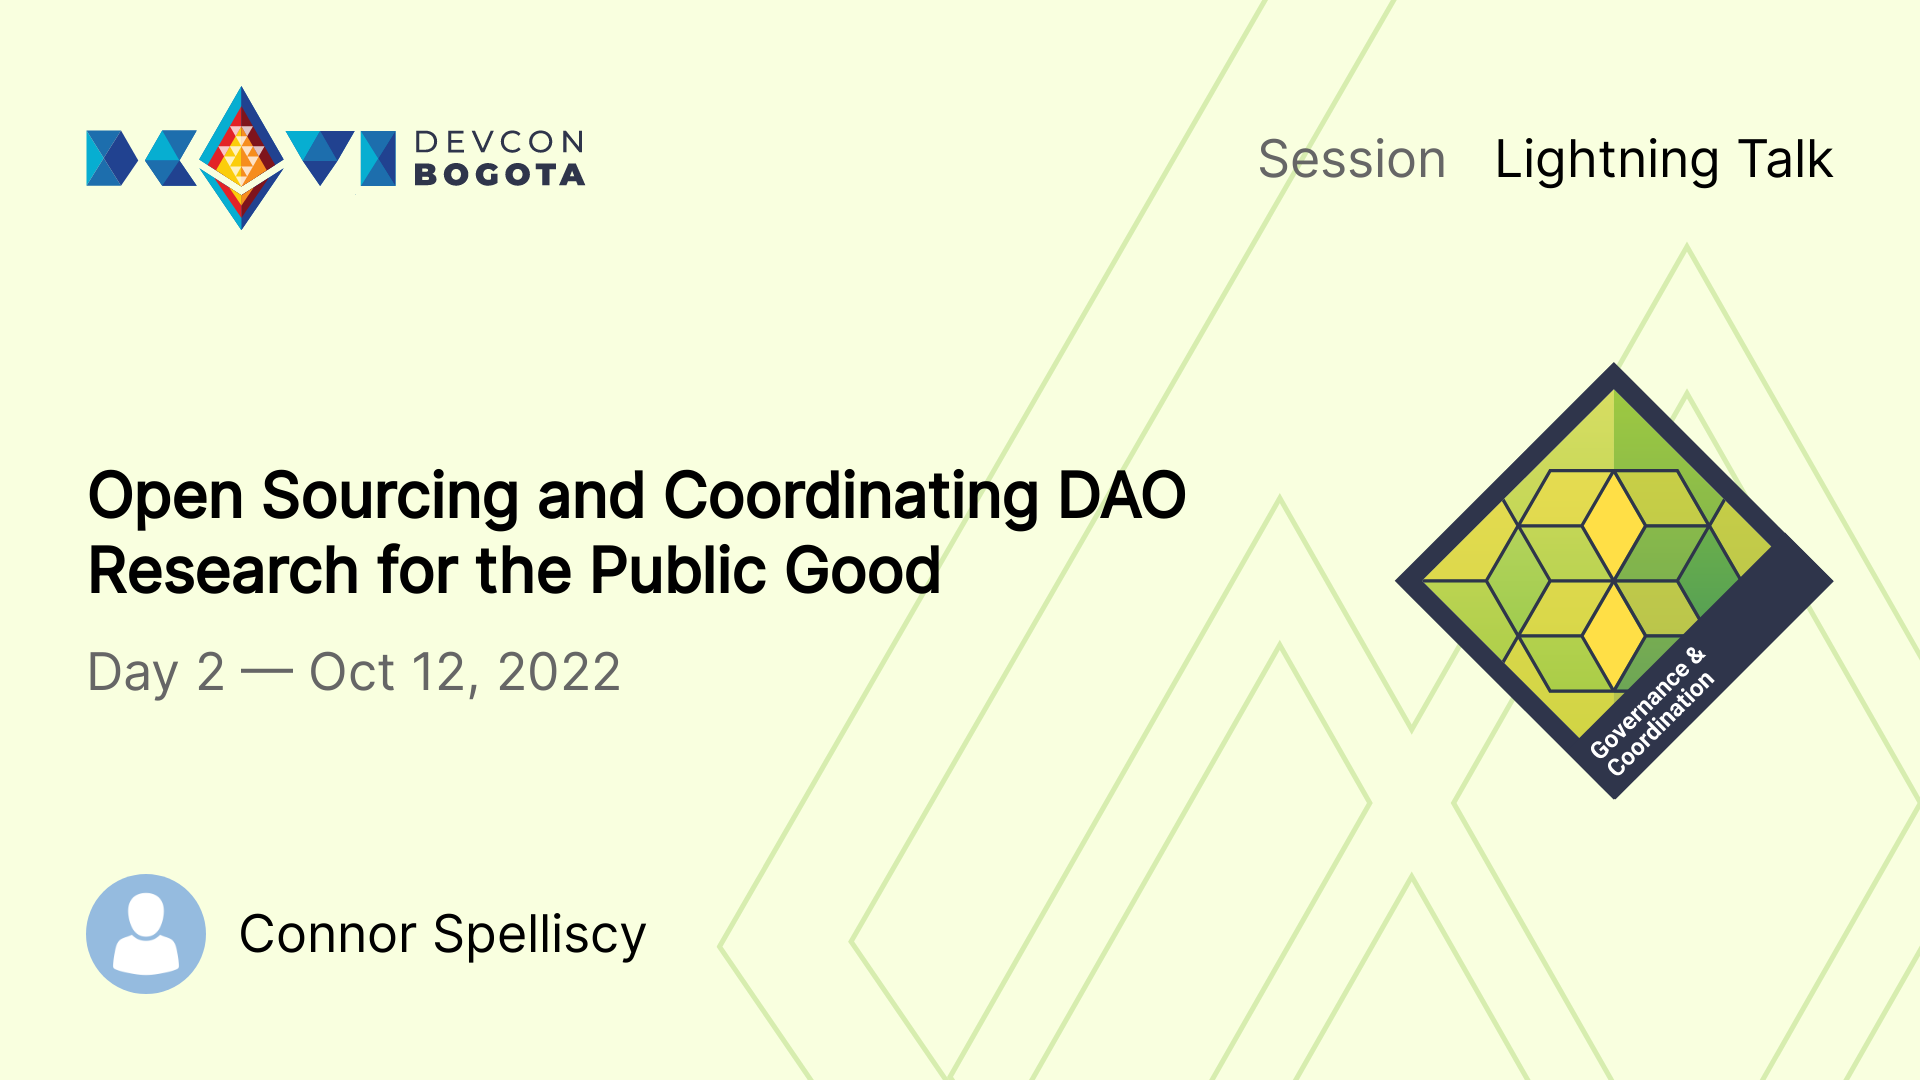 DEVCON
BOGOTA
Session Lightning Talk
Open Sourcing and Coordinating DAO
Research for the Public Good
Day 2 — Oct 12, 2022
Governance &
Coordination
Connor Spelliscy